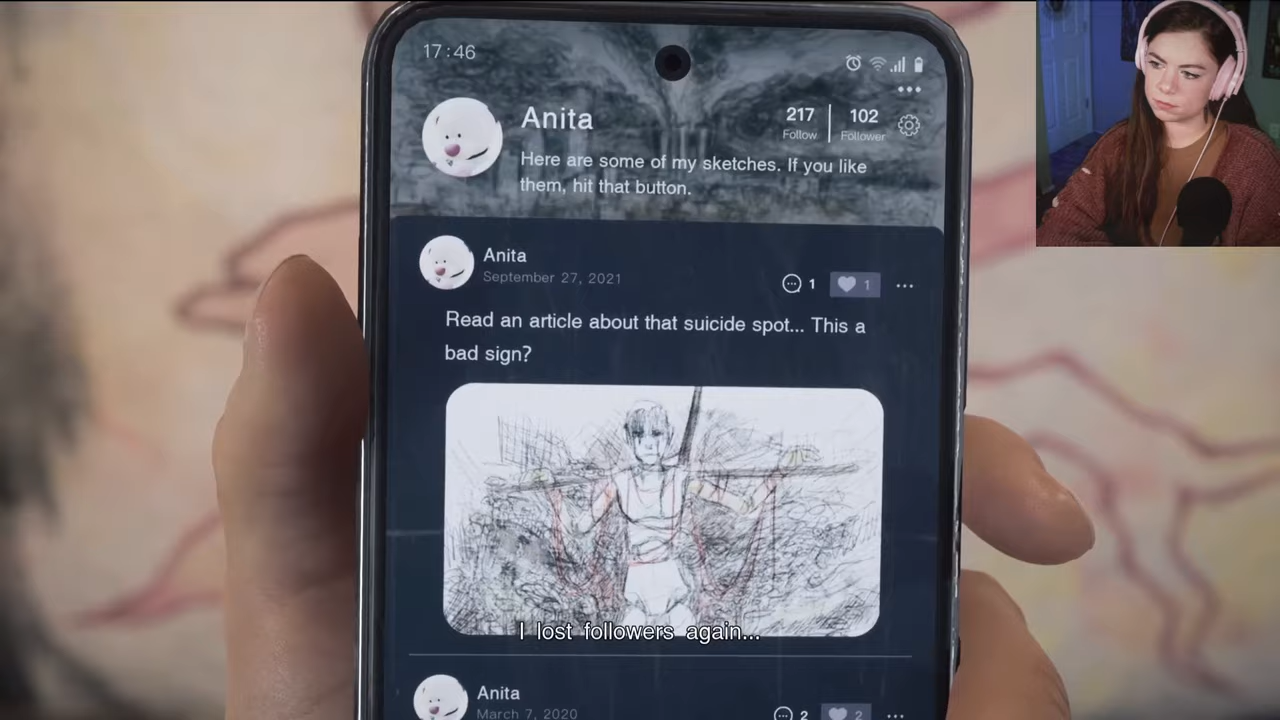 17:46
Anita
217
102
Follow
Follower
Here are some of my sketches. If you like
them, hit that button.
Anita
September 27, 2021
1
1
Read an article about that suicide spot... This a
bad sign?
I lost followers again...
Anita
March 7, 2020
2
2